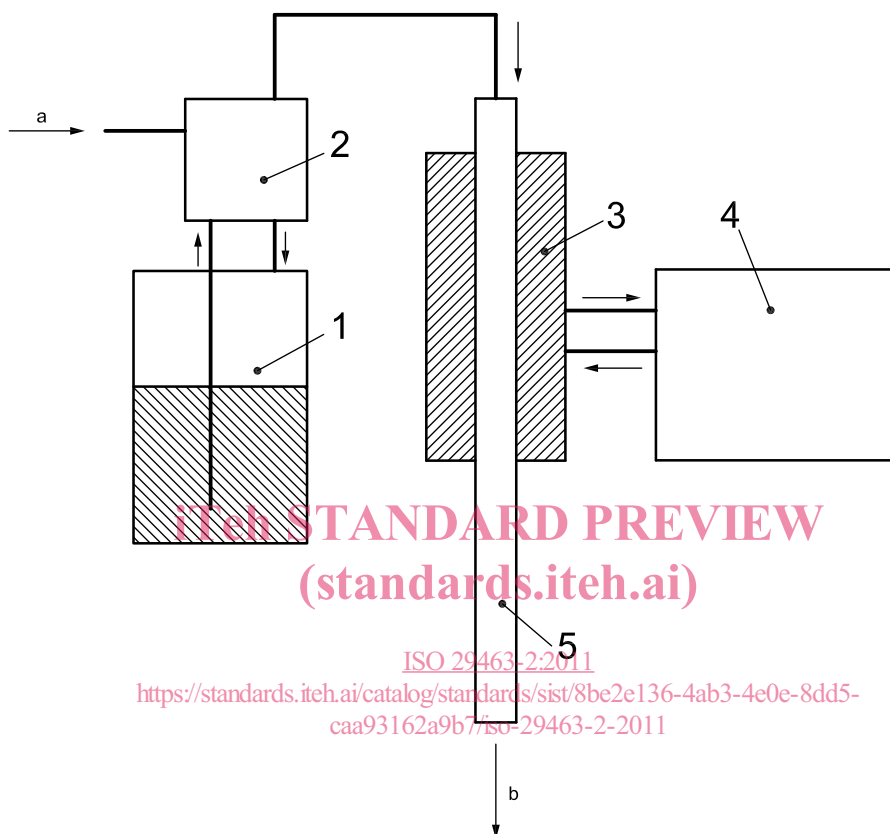 a
2
3
4
1
iTeh STANDARD PREVIEW
(standards.iteh.ai)
5
ISO 29463-2:2011
https://standards.iteh.ai/catalog/standards/sist/8be2e136-4ab3-4e0e-8dd5-
caa93162a9b7/iso-29463-2-2011
b